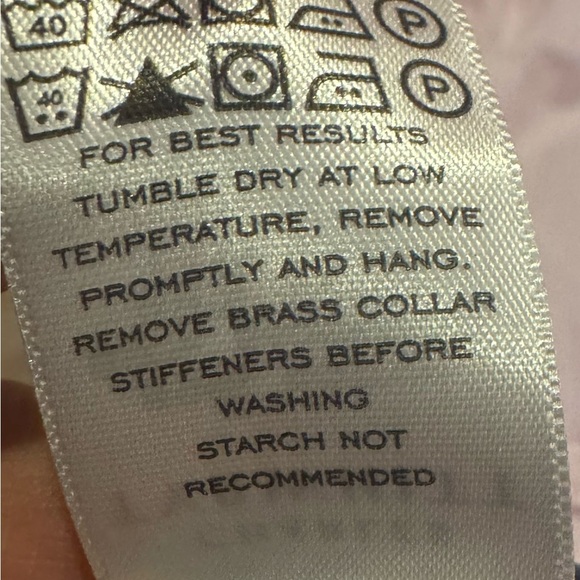 40 P
40 P
FOR BEST RESULTS
TUMBLE DRY AT LOW
TEMPERATURE, REMOVE
PROMPTLY AND HANG.
REMOVE BRASS COLLAR
STIFFENERS BEFORE
WASHING
STARCH NOT
RECOMMENDED